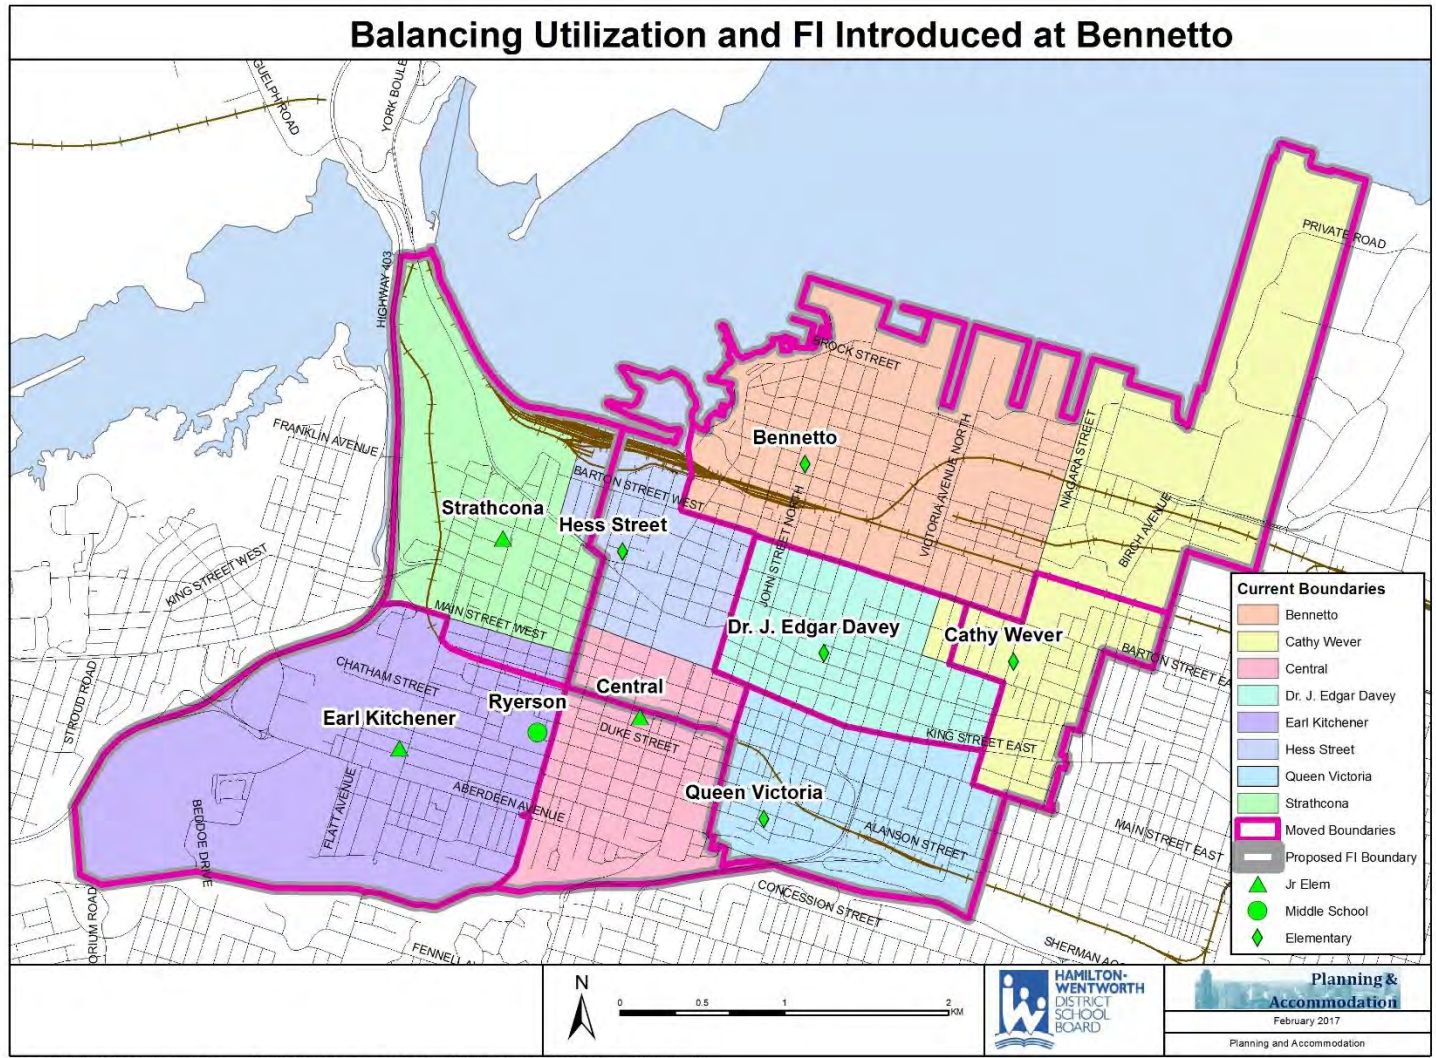 Balancing Utilization and FI Introduced at Bennetto
GUELPH ROAD
YORK BOULE
PRIVATE ROAD
HIGHWAY 403
BROCK STREET
FRANKLIN AVENUE
Bennetto
NIAGARA STREET
VICTORIA AVENUE NORTH
BARTON STREET WEST
JOHN STREET NORTH
BIRCH AVENUE
Strathcona
Hess Street
KING STREET WEST
MAIN STREET WEST
Dr. J. Edgar Davey
Cathy Wever
BARTON STREET EA
CHATHAM STREET
STROUD ROAD
Central
Ryerson
Earl Kitchener
DUKE STREET
KING STREET EAST
Queen Victoria
ABERDEEN AVENUE
FLATT AVENUE
BEDDOE DRIVE
ALANSON STREET
MAIN STREET EAST
CONCESSION STREET
ORIUM ROAD
FENNELL A
SHERMAN ACC
Current Boundaries
Bennetto
Cathy Wever
Central
Dr. J. Edgar Davey
Earl Kitchener
Hess Street
Queen Victoria
Strathcona
Moved Boundaries
Proposed FI Boundary
Jr Elem
Middle School
Elementary
N
0 0.5 1 2
KM
HAMILTON-
WENTWORTH
DISTRICT
SCHOOL
BOARD
Planning &
Accommodation
February 2017
Planning and Accommodation